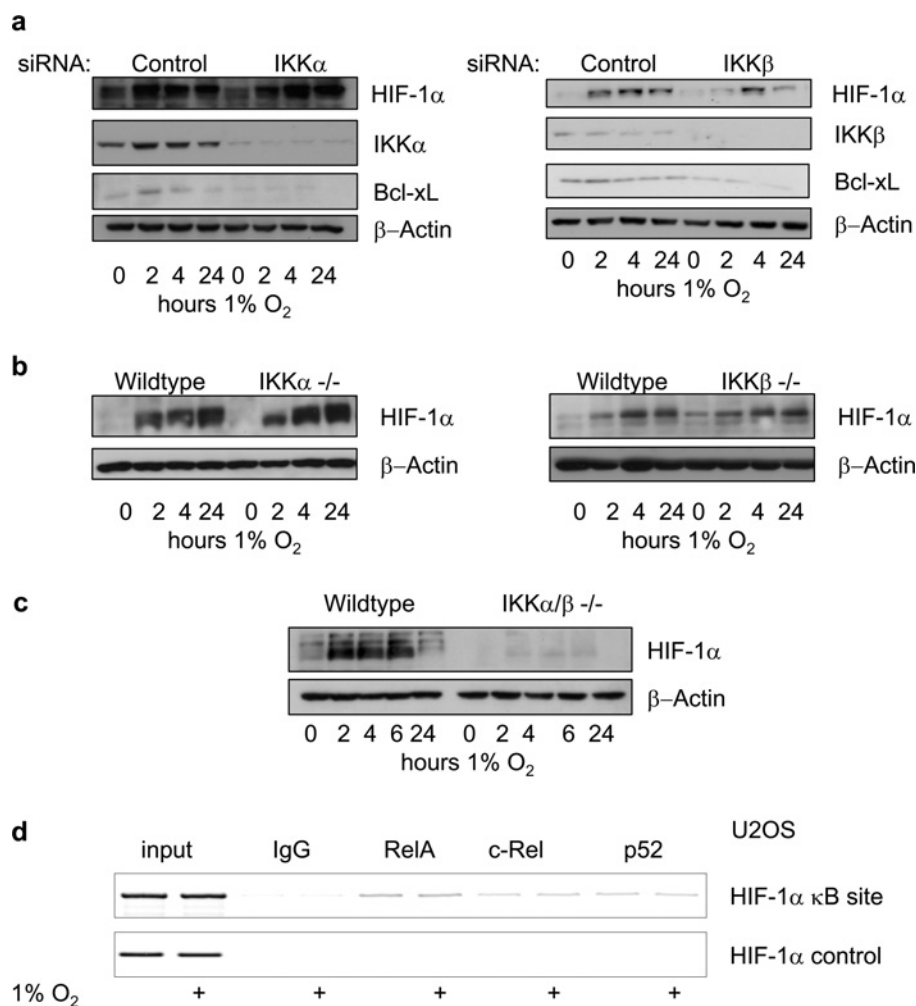 a
siRNA: Control IKKα
HIF-1α
IKKα
Bcl-xL
β–Actin
0 2 4 24 0 2 4 24
hours 1% O₂
siRNA: Control IKKβ
HIF-1α
IKKβ
Bcl-xL
β–Actin
0 2 4 24 0 2 4 24
hours 1% O₂
b
Wildtype IKKα -/-
HIF-1α
β–Actin
0 2 4 24 0 2 4 24
hours 1% O₂
Wildtype IKKβ -/-
HIF-1α
β–Actin
0 2 4 24 0 2 4 24
hours 1% O₂
c
Wildtype IKKα/β -/-
HIF-1α
β–Actin
0 2 4 6 24 0 2 4 6 24
hours 1% O₂
d
U2OS
input IgG RelA c-Rel p52
HIF-1α κB site
HIF-1α control
1% O₂ + + + + +